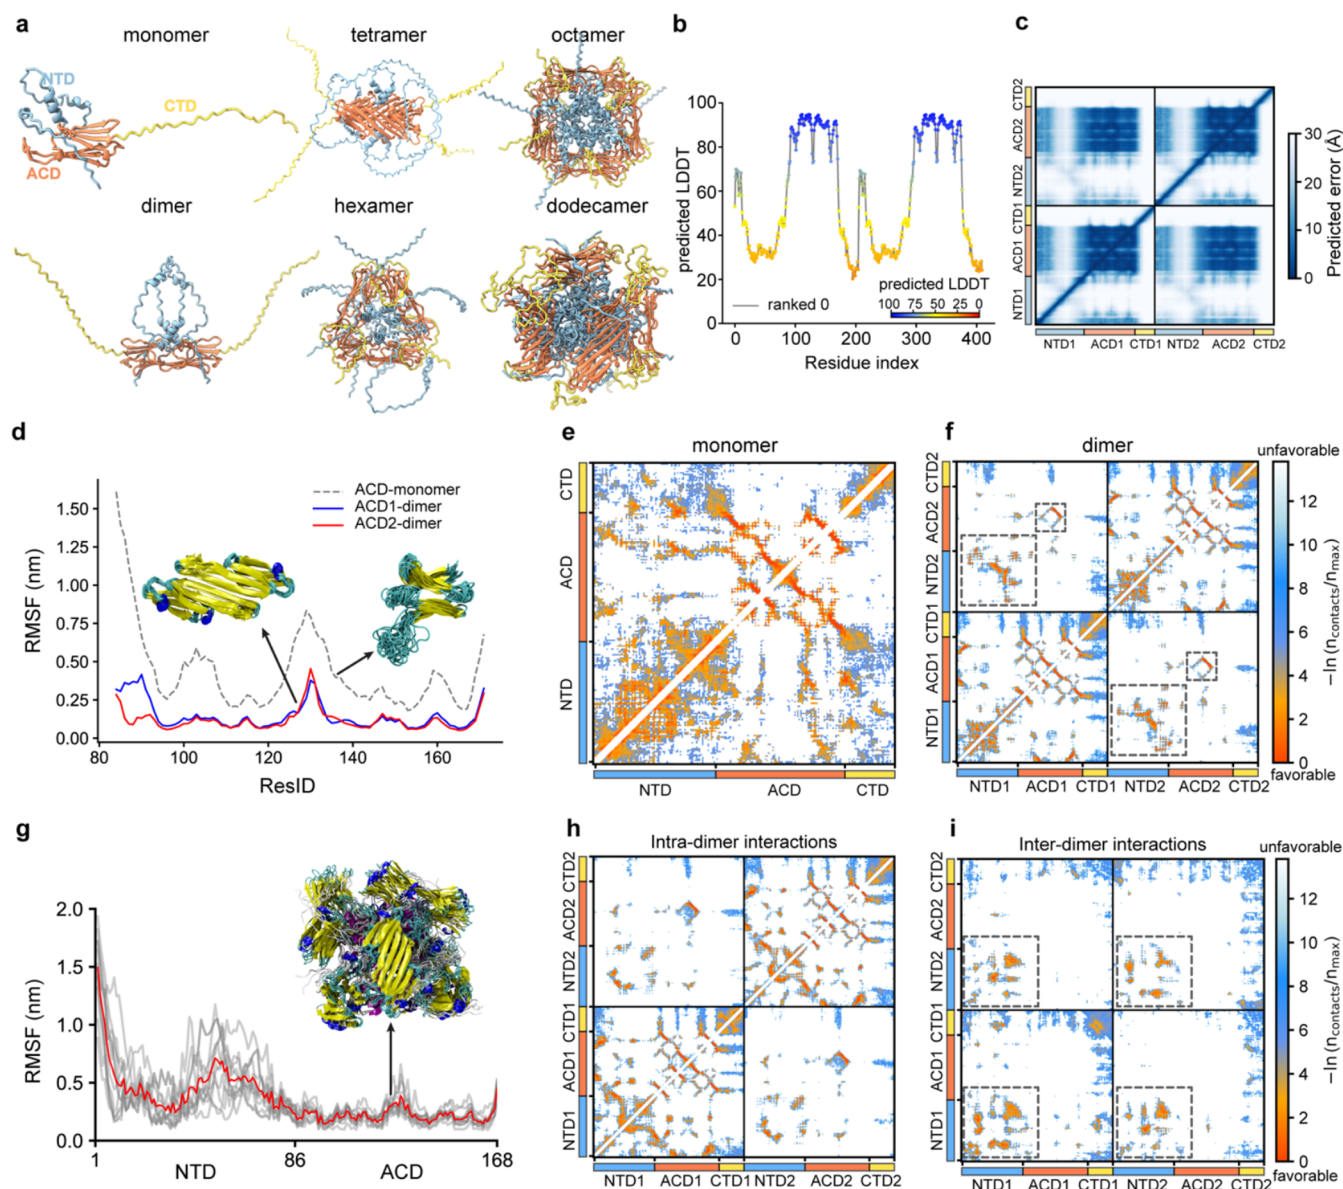 a
monomer
tetramer
octamer
NTD
CTD
ACD
dimer
hexamer
dodecamer
b
predicted LDDT
100
80
60
40
20
0
predicted LDDT
100 75 50 25 0
ranked 0
0 100 200 300 400
Residue index
c
CTD2
ACD2
NTD2
CTD1
ACD1
NTD1
NTD1 ACD1 CTD1 NTD2 ACD2 CTD2
30
20
10
0
Predicted error (Å)
d
RMSF (nm)
1.50
1.25
1.00
0.75
0.50
0.25
0.00
ACD-monomer
ACD1-dimer
ACD2-dimer
80 100 120 140 160
ResID
e
monomer
CTD
ACD
NTD
NTD ACD CTD
f
dimer
CTD2
ACD2
NTD2
CTD1
ACD1
NTD1
NTD1 ACD1 CTD1 NTD2 ACD2 CTD2
unfavorable
12
10
8
6
4
2
0
favorable
−ln (ncontacts/nmax)
g
RMSF (nm)
2.0
1.5
1.0
0.5
0.0
1 NTD 86 ACD 168
h
Intra-dimer interactions
CTD2
ACD2
NTD2
CTD1
ACD1
NTD1
NTD1 ACD1 CTD1 NTD2 ACD2 CTD2
i
Inter-dimer interactions
CTD2
ACD2
NTD2
CTD1
ACD1
NTD1
NTD1 ACD1 CTD1 NTD2 ACD2 CTD2
unfavorable
12
10
8
6
4
2
0
favorable
−ln (ncontacts/nmax)